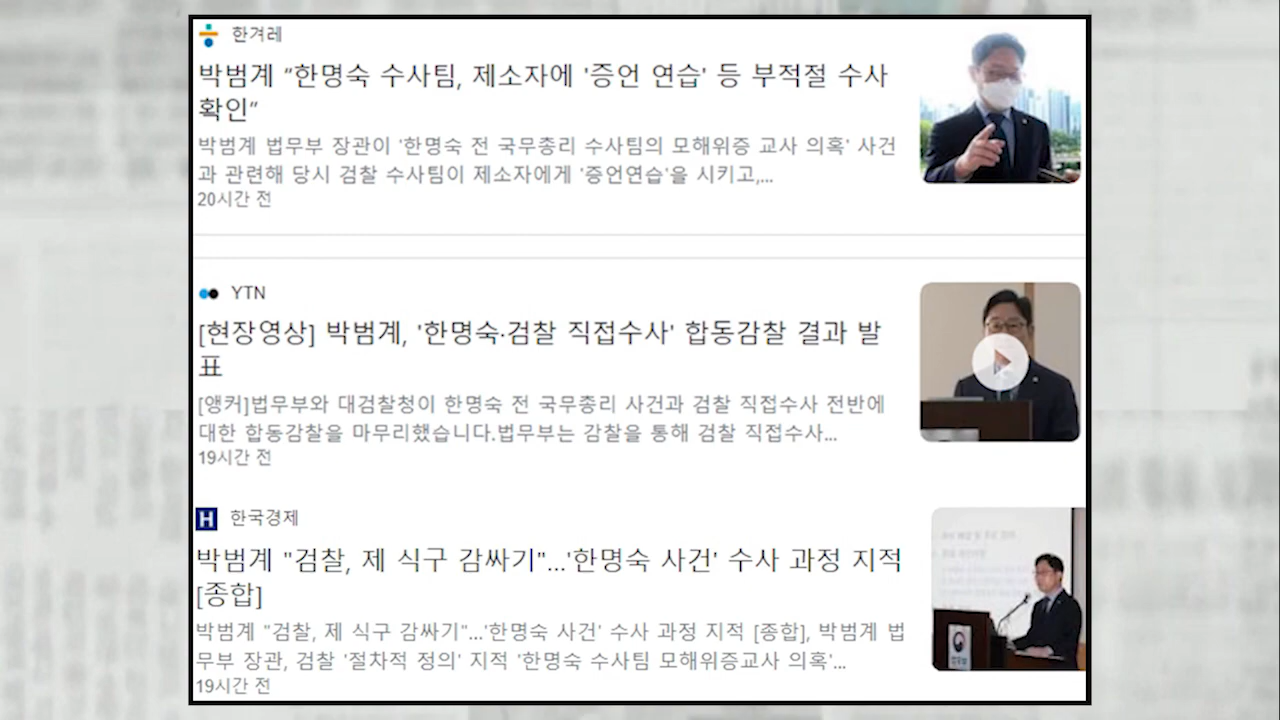 한겨레
박범계 “한명숙 수사팀, 제소자에 '증언 연습' 등 부적절 수사
확인”
박범계 법무부 장관이 '한명숙 전 국무총리 수사팀의 모해위증 교사 의혹' 사건
과 관련해 당시 검찰 수사팀이 제소자에게 '증언연습'을 시키고,...
20시간 전
YTN
[현장영상] 박범계, '한명숙·검찰 직접수사' 합동감찰 결과 발
표
[앵커]법무부와 대검찰청이 한명숙 전 국무총리 사건과 검찰 직접수사 전반에
대한 합동감찰을 마무리했습니다.법무부는 감찰을 통해 검찰 직접수사...
19시간 전
H 한국경제
박범계 "검찰, 제 식구 감싸기"...'한명숙 사건' 수사 과정 지적
[종합]
박범계 "검찰, 제 식구 감싸기"...'한명숙 사건' 수사 과정 지적 [종합], 박범계 법
무부 장관, 검찰 '절차적 정의' 지적 '한명숙 수사팀 모해위증교사 의혹'...
19시간 전
법무부